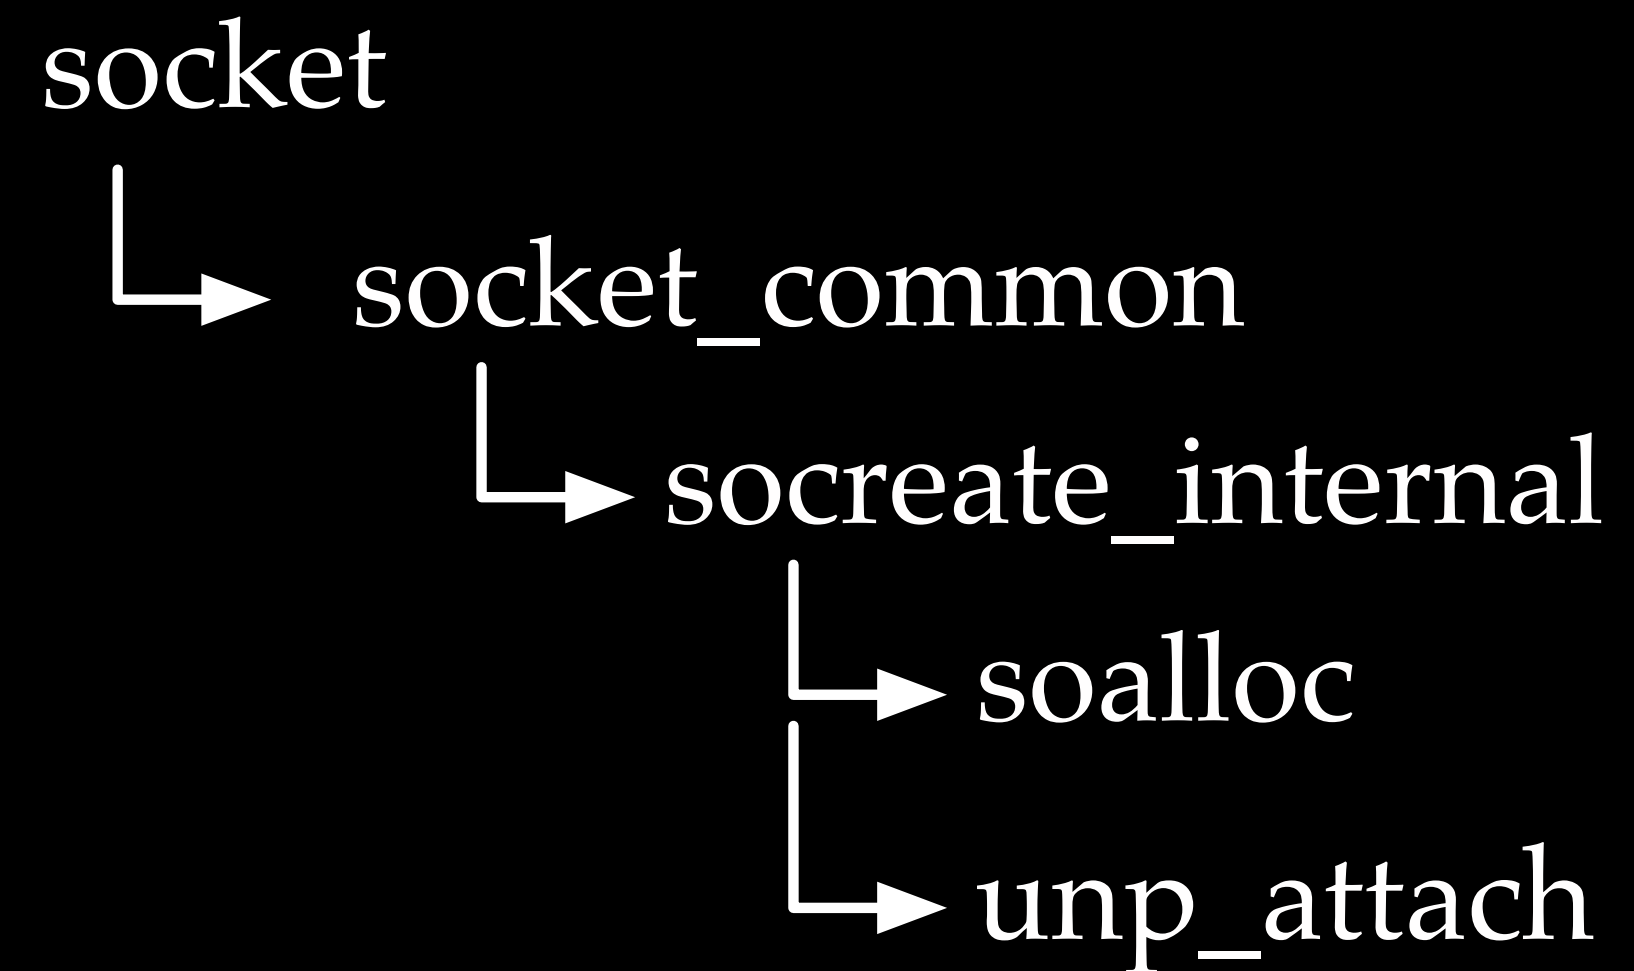 socket
socket_common
socreate_internal
soalloc
unp_attach